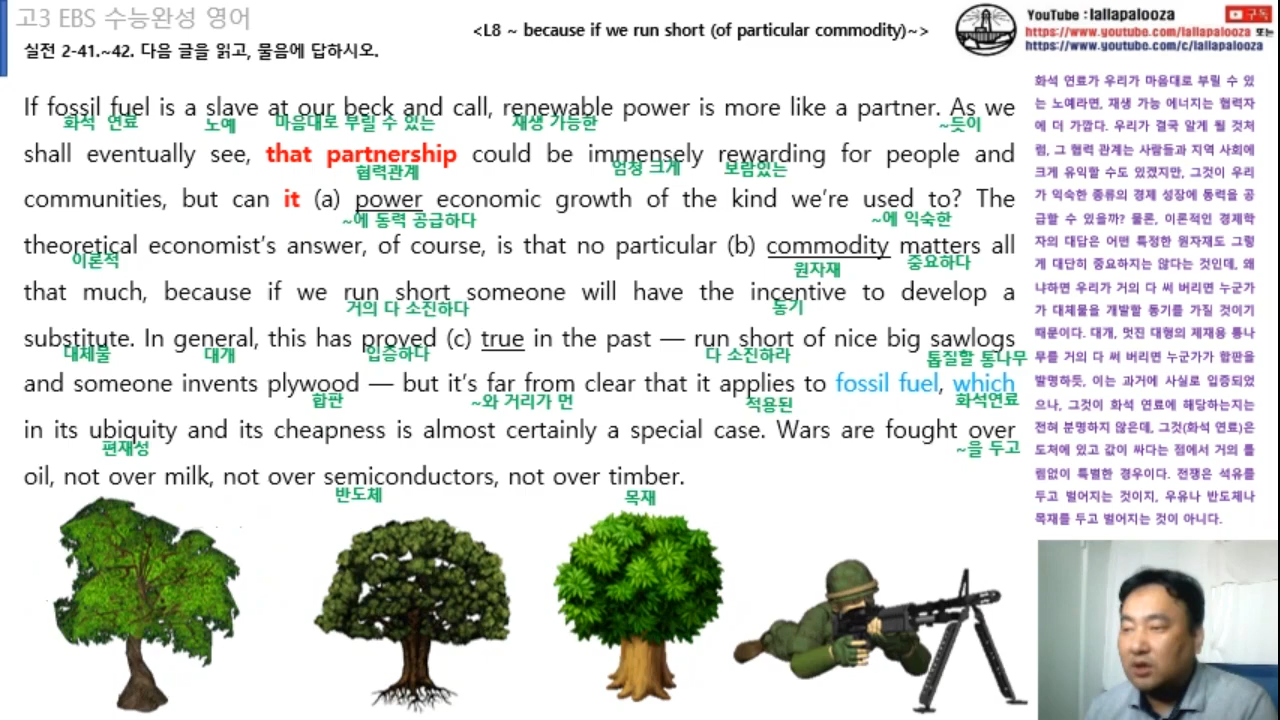 고3 EBS 수능완성 영어
실전 2-41.~42. 다음 글을 읽고, 물음에 답하시오.
<L8 ~ because if we run short (of particular commodity)~>
YouTube : lallapalooza
구독
https://www.youtube.com/lallapalooza 또는
https://www.youtube.com/c/lallapalooza
If fossil fuel is a slave at our beck and call, renewable power is more like a partner. As we
화석 연료 노예 마음대로 부릴 수 있는 재생 가능한 ~듯이
shall eventually see, that partnership could be immensely rewarding for people and
협력관계 엄청 크게 보람있는
communities, but can it (a) power economic growth of the kind we're used to? The
~에 동력 공급하다 ~에 익숙한
theoretical economist's answer, of course, is that no particular (b) commodity matters all
이론적 원자재 중요하다
that much, because if we run short someone will have the incentive to develop a
거의 다 소진하다 동기
substitute. In general, this has proved (c) true in the past — run short of nice big sawlogs
대체물 대개 입증하다 다 소진하라 톱질할 통나무
and someone invents plywood — but it's far from clear that it applies to fossil fuel, which
합판 ~와 거리가 먼 적용된 화석연료
in its ubiquity and its cheapness is almost certainly a special case. Wars are fought over
편재성 ~을 두고
oil, not over milk, not over semiconductors, not over timber.
반도체 목재
화석 연료가 우리가 마음대로 부릴 수 있
는 노예라면, 재생 가능 에너지는 협력자
에 더 가깝다. 우리가 결국 알게 될 것처
럼, 그 협력 관계는 사람들과 지역 사회에
크게 유익할 수도 있겠지만, 그것이 우리
가 익숙한 종류의 경제 성장에 동력을 공
급할 수 있을까? 물론, 이론적인 경제학
자의 대답은 어떤 특정한 원자재도 그렇
게 대단히 중요하지는 않다는 것인데, 왜
냐하면 우리가 거의 다 써 버리면 누군가
가 대체물을 개발할 동기를 가질 것이기
때문이다. 대개, 멋진 대형의 제재용 통나
무를 거의 다 써 버리면 누군가가 합판을
발명하듯, 이는 과거에 사실로 입증되었
으나, 그것이 화석 연료에 해당하는지는
전혀 분명하지 않은데, 그것(화석 연료)은
도처에 있고 값이 싸다는 점에서 거의 틀
림없이 특별한 경우이다. 전쟁은 석유를
두고 벌어지는 것이지, 우유나 반도체나
목재를 두고 벌어지는 것이 아니다.